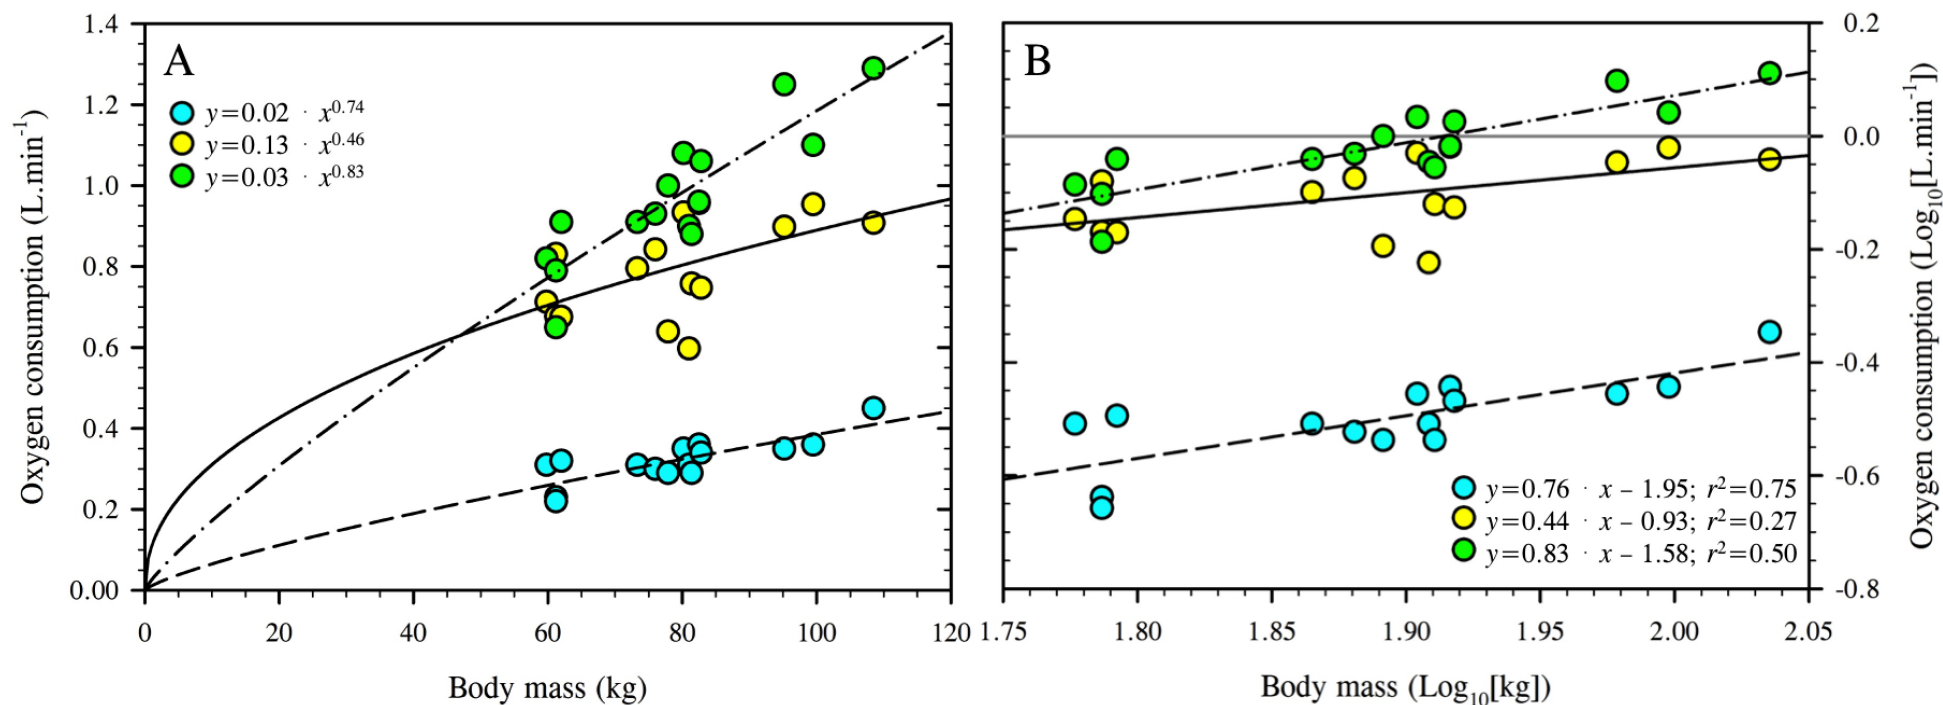 A
y=0.02 · x^0.74
y=0.13 · x^0.46
y=0.03 · x^0.83
Oxygen consumption (L.min⁻¹)
1.4
1.2
1.0
0.8
0.6
0.4
0.2
0.00
0 20 40 60 80 100 120
Body mass (kg)
B
y=0.76 · x – 1.95; r²=0.75
y=0.44 · x – 0.93; r²=0.27
y=0.83 · x – 1.58; r²=0.50
0.2
0.0
-0.2
-0.4
-0.6
-0.8
Oxygen consumption (Log₁₀[L.min⁻¹])
1.75 1.80 1.85 1.90 1.95 2.00 2.05
Body mass (Log₁₀[kg])